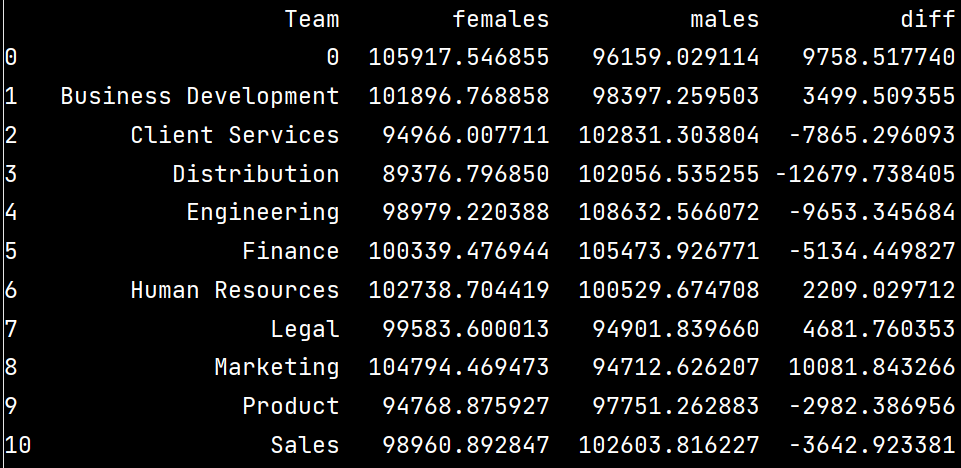 Team females males diff
0 0 105917.546855 96159.029114 9758.517740
1 Business Development 101896.768858 98397.259503 3499.509355
2 Client Services 94966.007711 102831.303804 -7865.296093
3 Distribution 89376.796850 102056.535255 -12679.738405
4 Engineering 98979.220388 108632.566072 -9653.345684
5 Finance 100339.476944 105473.926771 -5134.449827
6 Human Resources 102738.704419 100529.674708 2209.029712
7 Legal 99583.600013 94901.839660 4681.760353
8 Marketing 104794.469473 94712.626207 10081.843266
9 Product 94768.875927 97751.262883 -2982.386956
10 Sales 98960.892847 102603.816227 -3642.923381